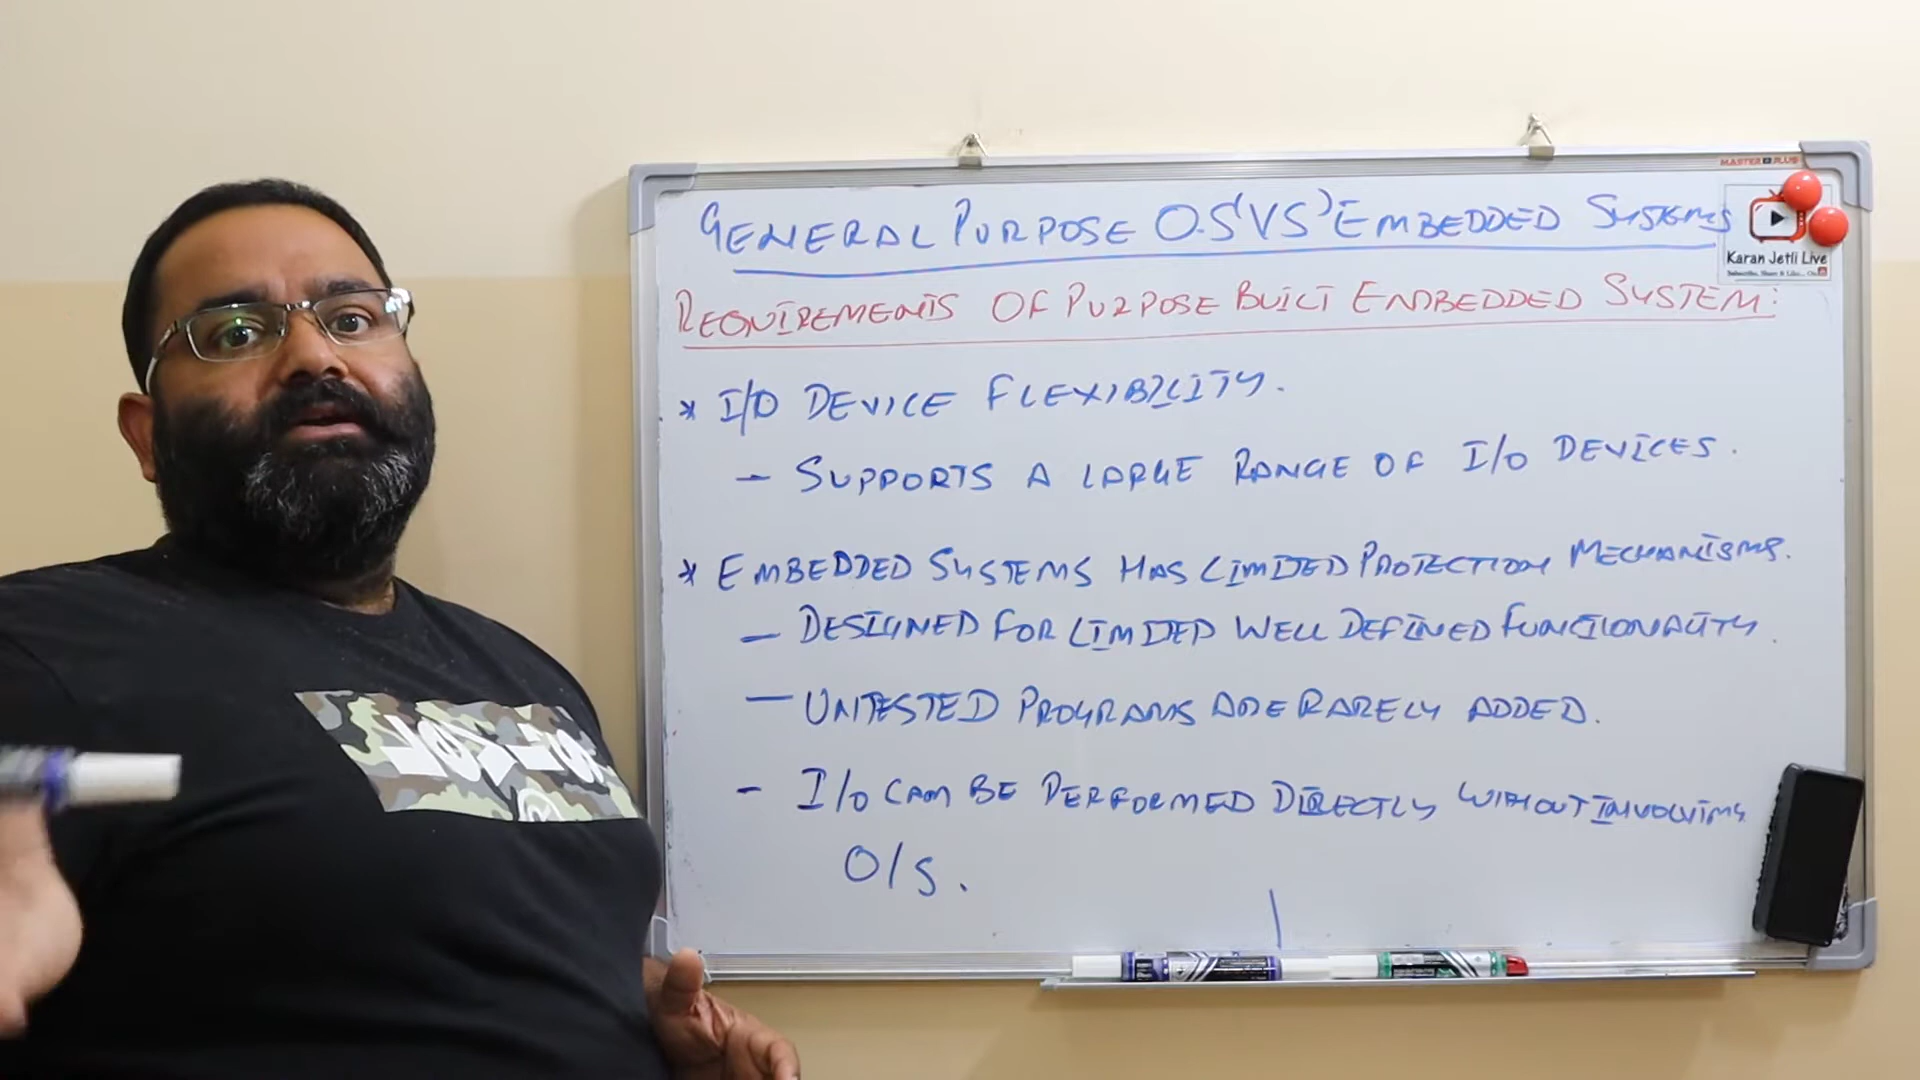 MASTER PLUS
GENERAL PURPOSE O.S 'VS' EMBEDDED SYSTEMS
Karan Jetli Live
REQUIREMENTS OF PURPOSE BUILT EMBEDDED SYSTEM:
* I/O DEVICE FLEXIBILITY.
- SUPPORTS A LARGE RANGE OF I/O DEVICES.
* EMBEDDED SYSTEMS HAS LIMITED PROTECTION MECHANISMS.
- DESIGNED FOR LIMITED WELL DEFINED FUNCTIONALITY.
- UNTESTED PROGRAMS ARE RARELY ADDED.
- I/O CAN BE PERFORMED DIRECTLY WITHOUT INVOLVING
O/S.